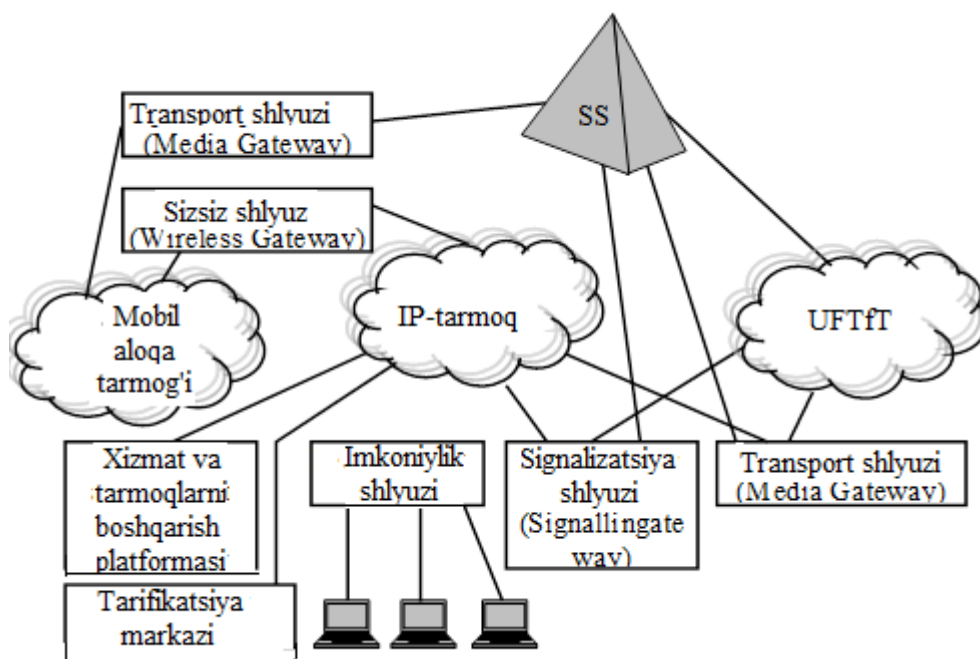 SS
Transport shlyuzi
(Media Gateway)
Sizsiz shlyuz
(Wireless Gateway)
Mobil
aloqa
tarmog'i
IP-tarmoq
UFTfT
Xizmat va
tarmoqlarni
boshqarish
platformasi
Imkoniylik
shlyuzi
Signalizatsiya
shlyuzi
(Signallingate
way)
Transport shlyuzi
(Media Gateway)
Tarifikatsiya
markazi